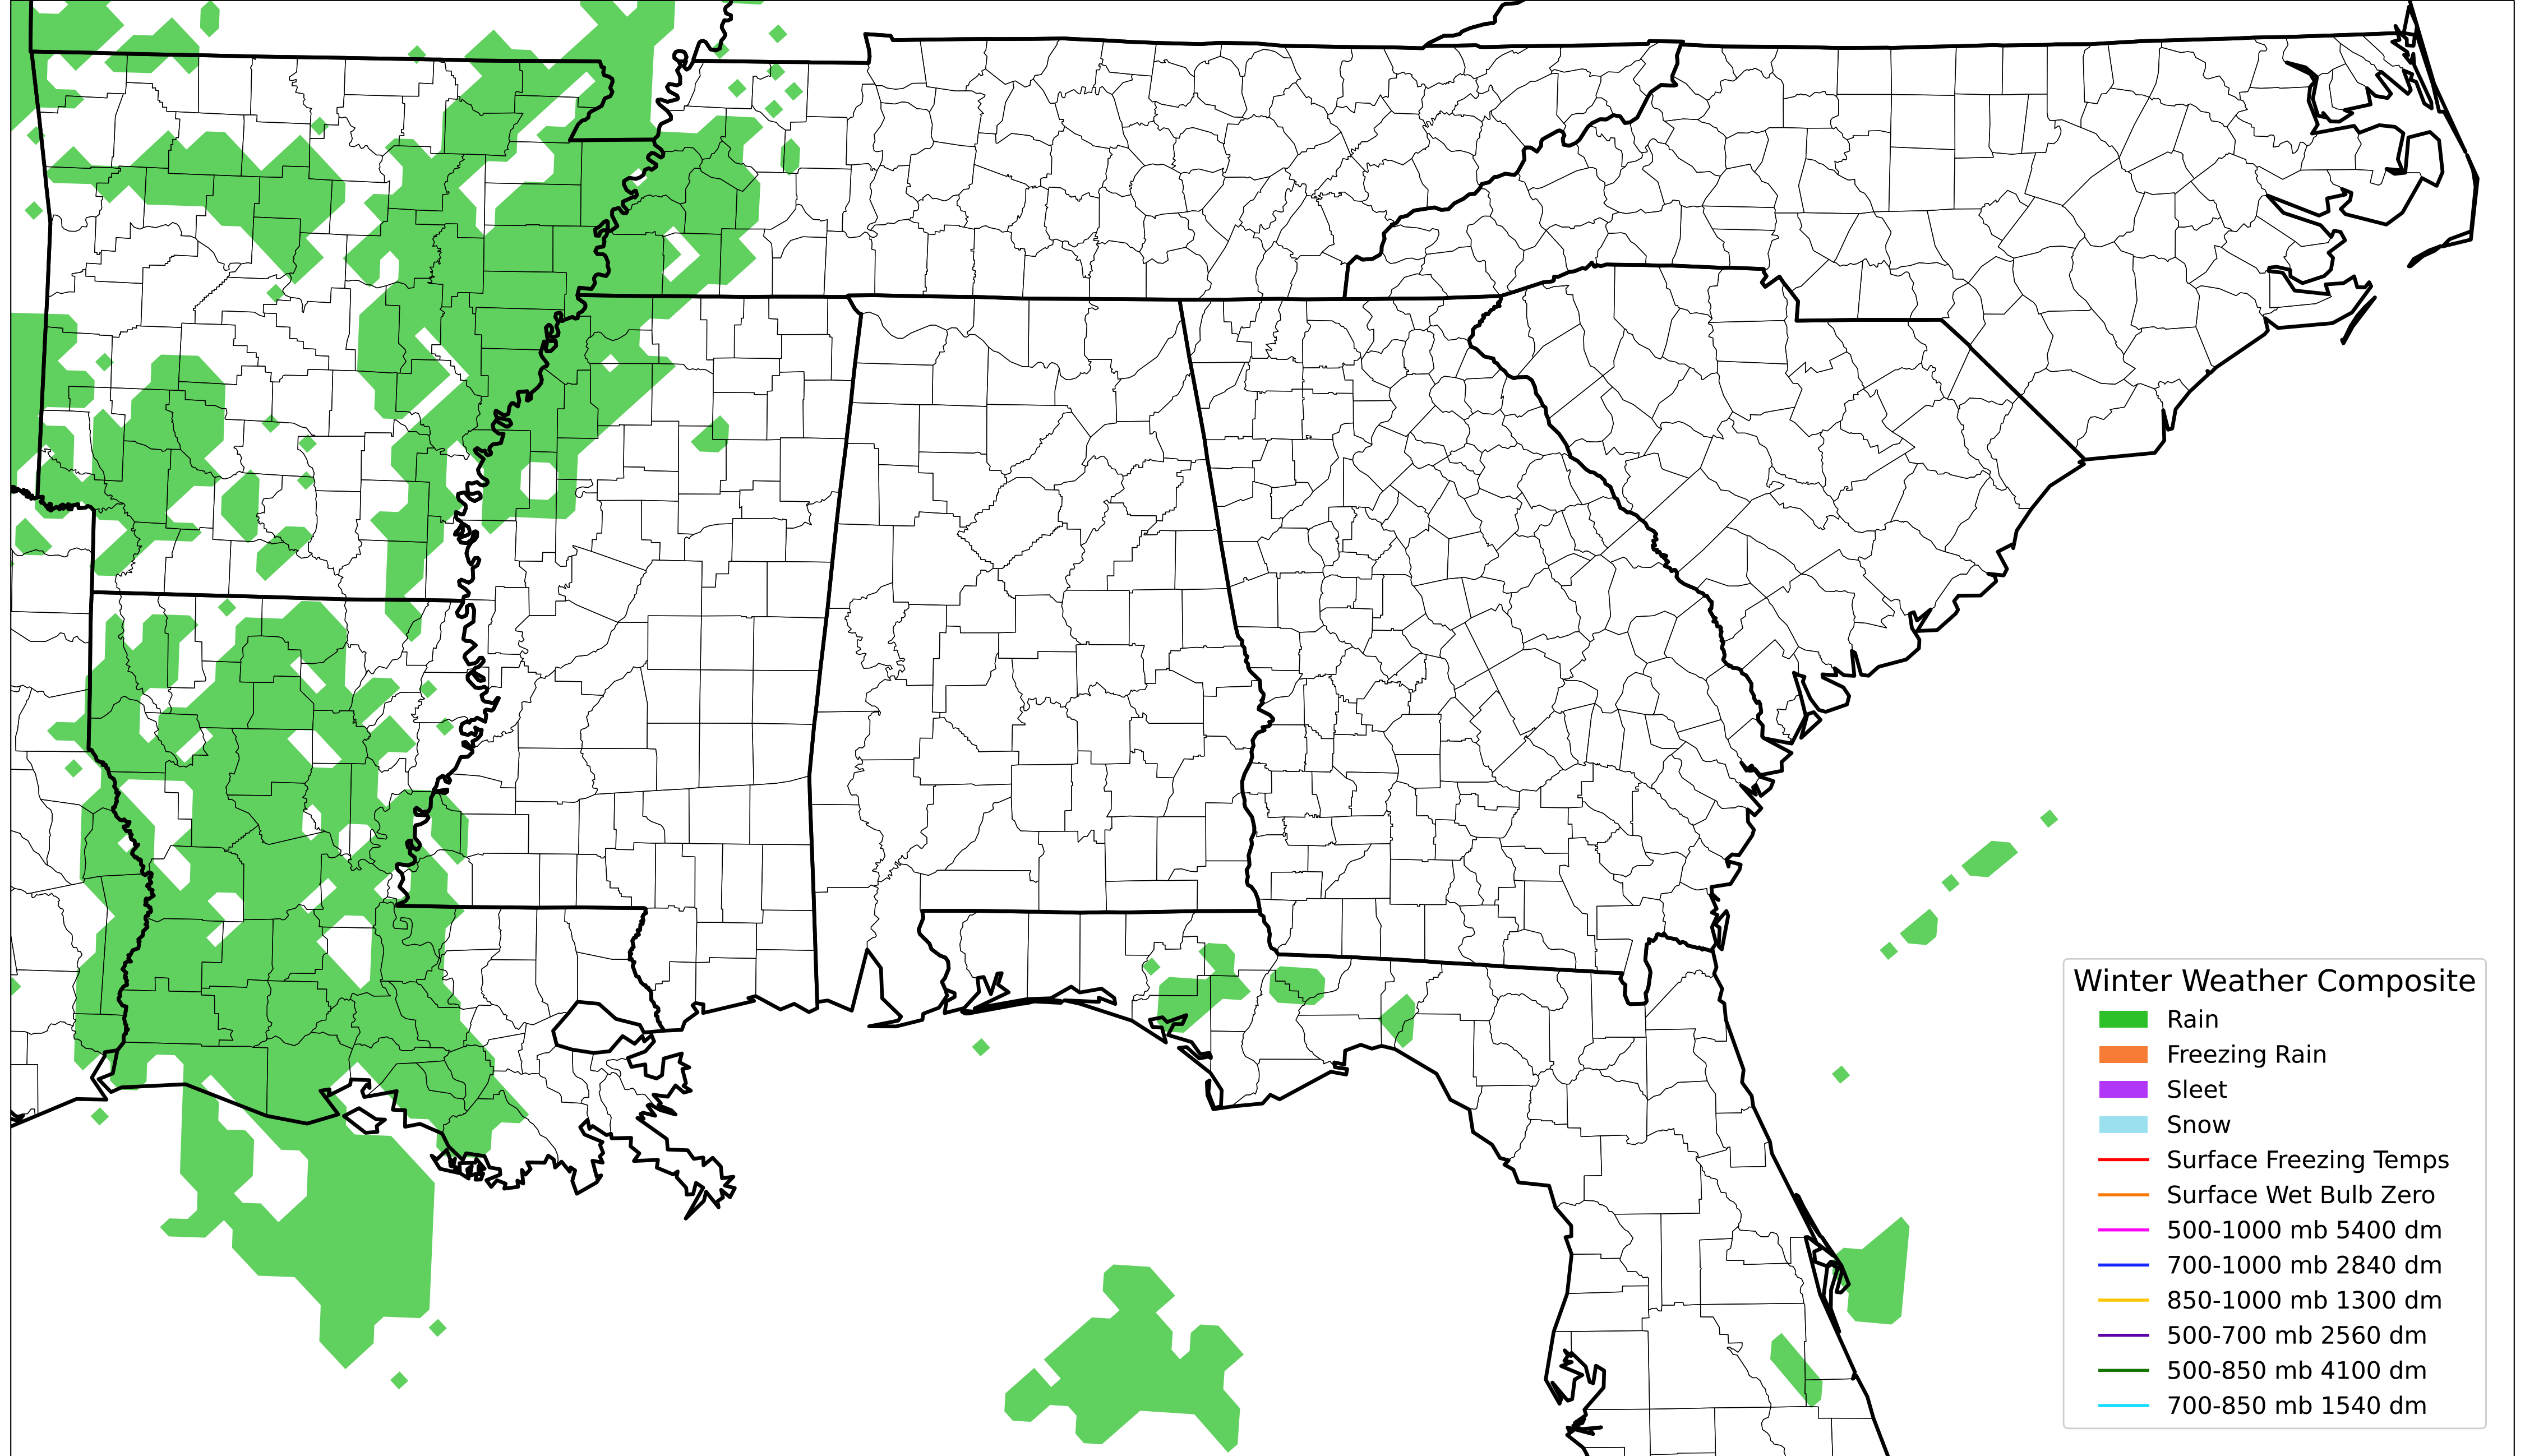 Winter Weather Composite
Rain
Freezing Rain
Sleet
Snow
Surface Freezing Temps
Surface Wet Bulb Zero
500-1000 mb 5400 dm
700-1000 mb 2840 dm
850-1000 mb 1300 dm
500-700 mb 2560 dm
500-850 mb 4100 dm
700-850 mb 1540 dm